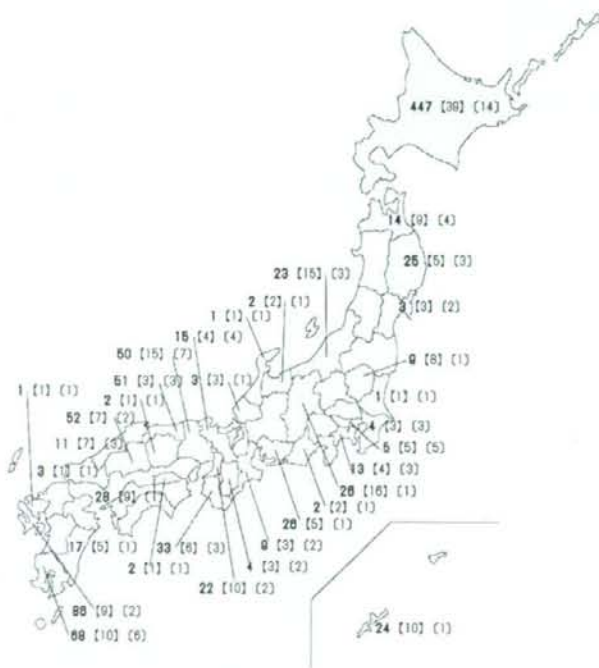 447 [39] (14)
14 [9] (4)
25 [5] (3)
23 [15] (3)
2 [2] (1)
3 [3] (2)
1 [1] (1)
15 [4] (4)
50 [15] (7)
9 [8] (1)
51 [3] (3)
3 [3] (1)
1 [1] (1)
1 [1] (1)
2 [1] (1)
52 [7] (2)
4 [3] (3)
11 [7] (3)
5 [5] (5)
3 [1] (1)
13 [4] (3)
26 [16] (1)
28 [9] (1)
2 [2] (1)
26 [5] (1)
17 [5] (1)
33 [6] (3)
9 [3] (2)
2 [1] (1)
4 [3] (2)
22 [10] (2)
86 [9] (2)
24 [10] (1)
68 [10] (6)